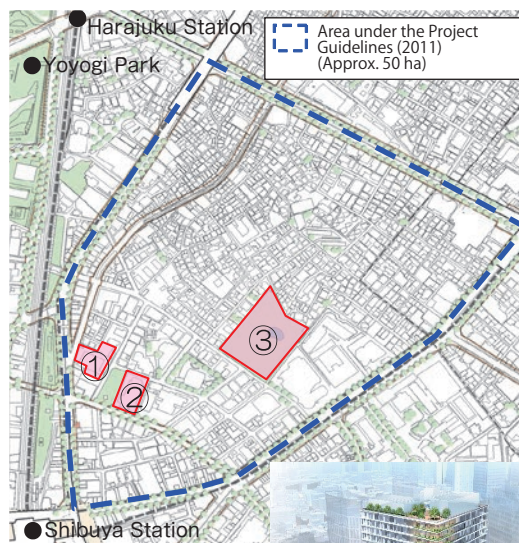 Harajuku Station
Yoyogi Park
Area under the Project
Guidelines (2011)
(Approx. 50 ha)
③
①
②
Shibuya Station